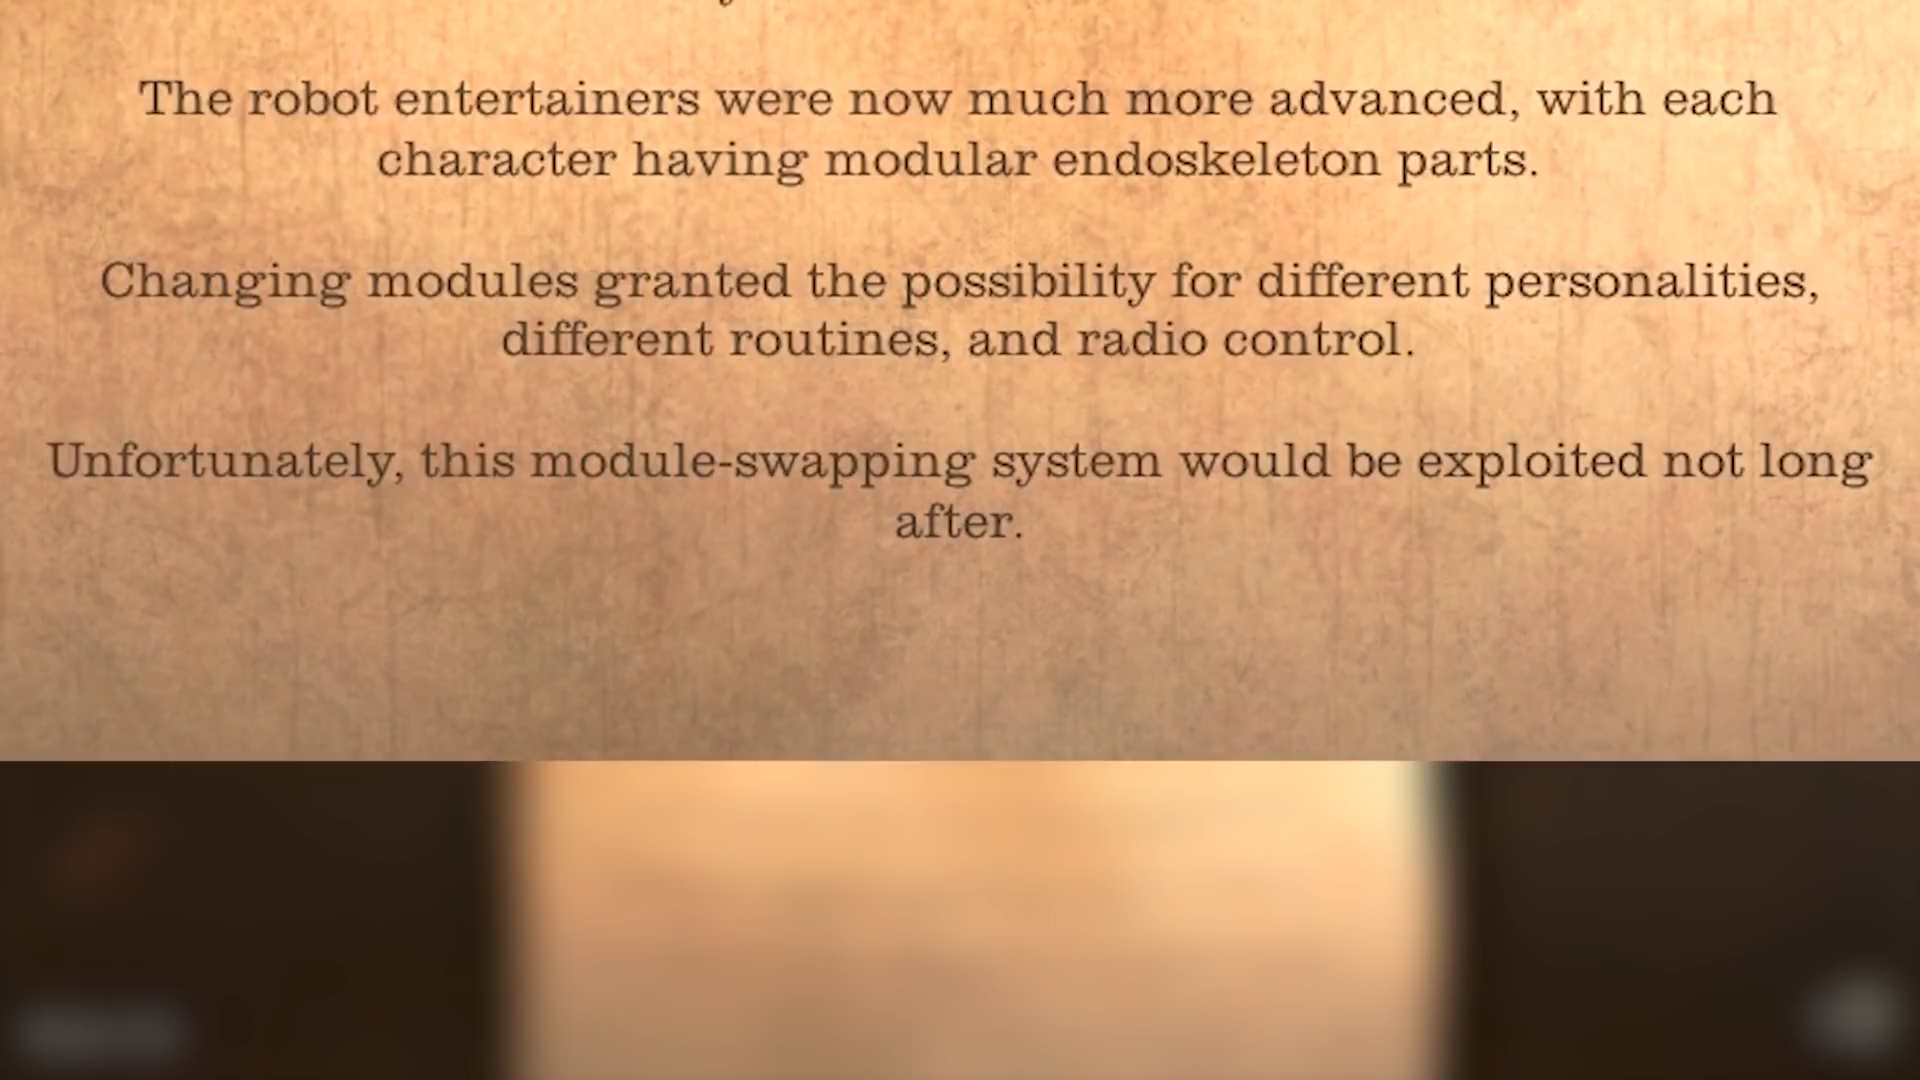 The robot entertainers were now much more advanced, with each
character having modular endoskeleton parts.
Changing modules granted the possibility for different personalities,
different routines, and radio control.
Unfortunately, this module-swapping system would be exploited not long
after.